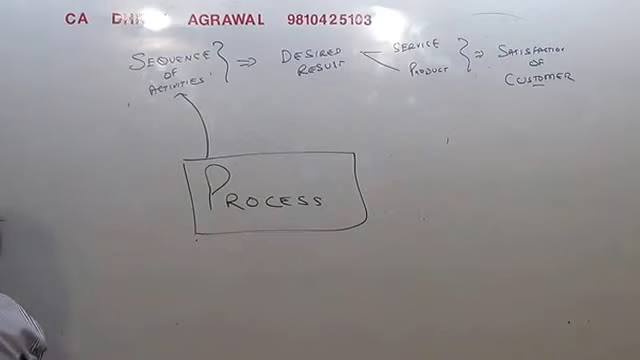 CA AGRAWAL 9810425103
SEQUENCE OF ACTIVITIES } ⇒ DESIRED RESULT
SERVICE
PRODUCT
} ⇒ SATISFACTION OF CUSTOMER
PROCESS